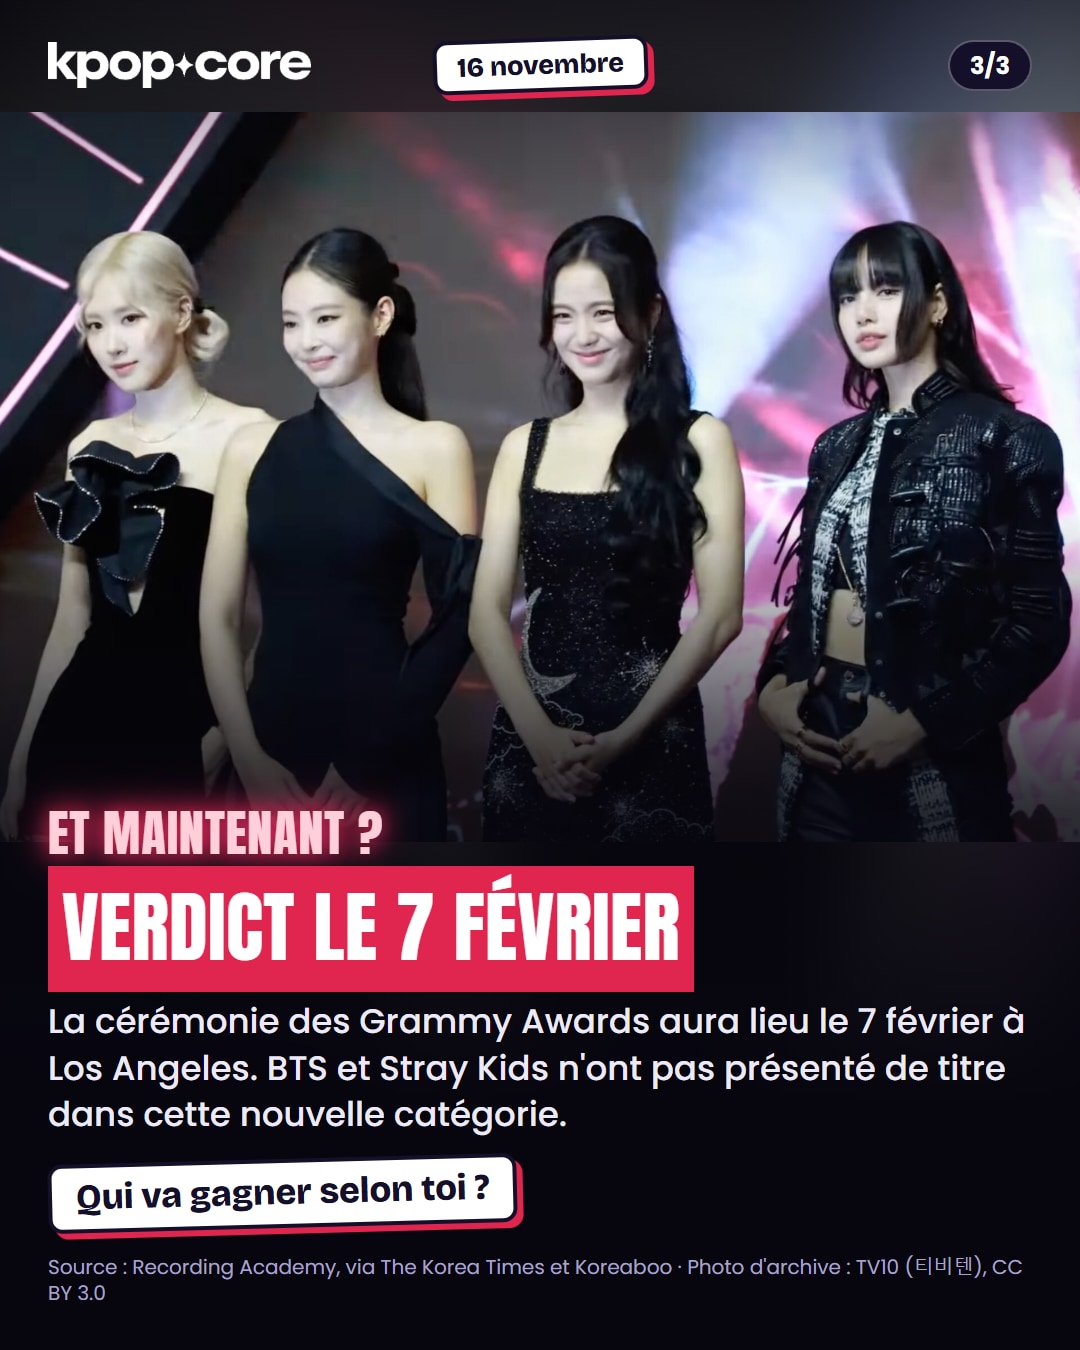 kpop✦core
16 novembre
3/3
ET MAINTENANT ?
VERDICT LE 7 FÉVRIER
La cérémonie des Grammy Awards aura lieu le 7 février à
Los Angeles. BTS et Stray Kids n'ont pas présenté de titre
dans cette nouvelle catégorie.
Qui va gagner selon toi ?
Source : Recording Academy, via The Korea Times et Koreaboo · Photo d'archive : TV10 (티비텐), CC
BY 3.0